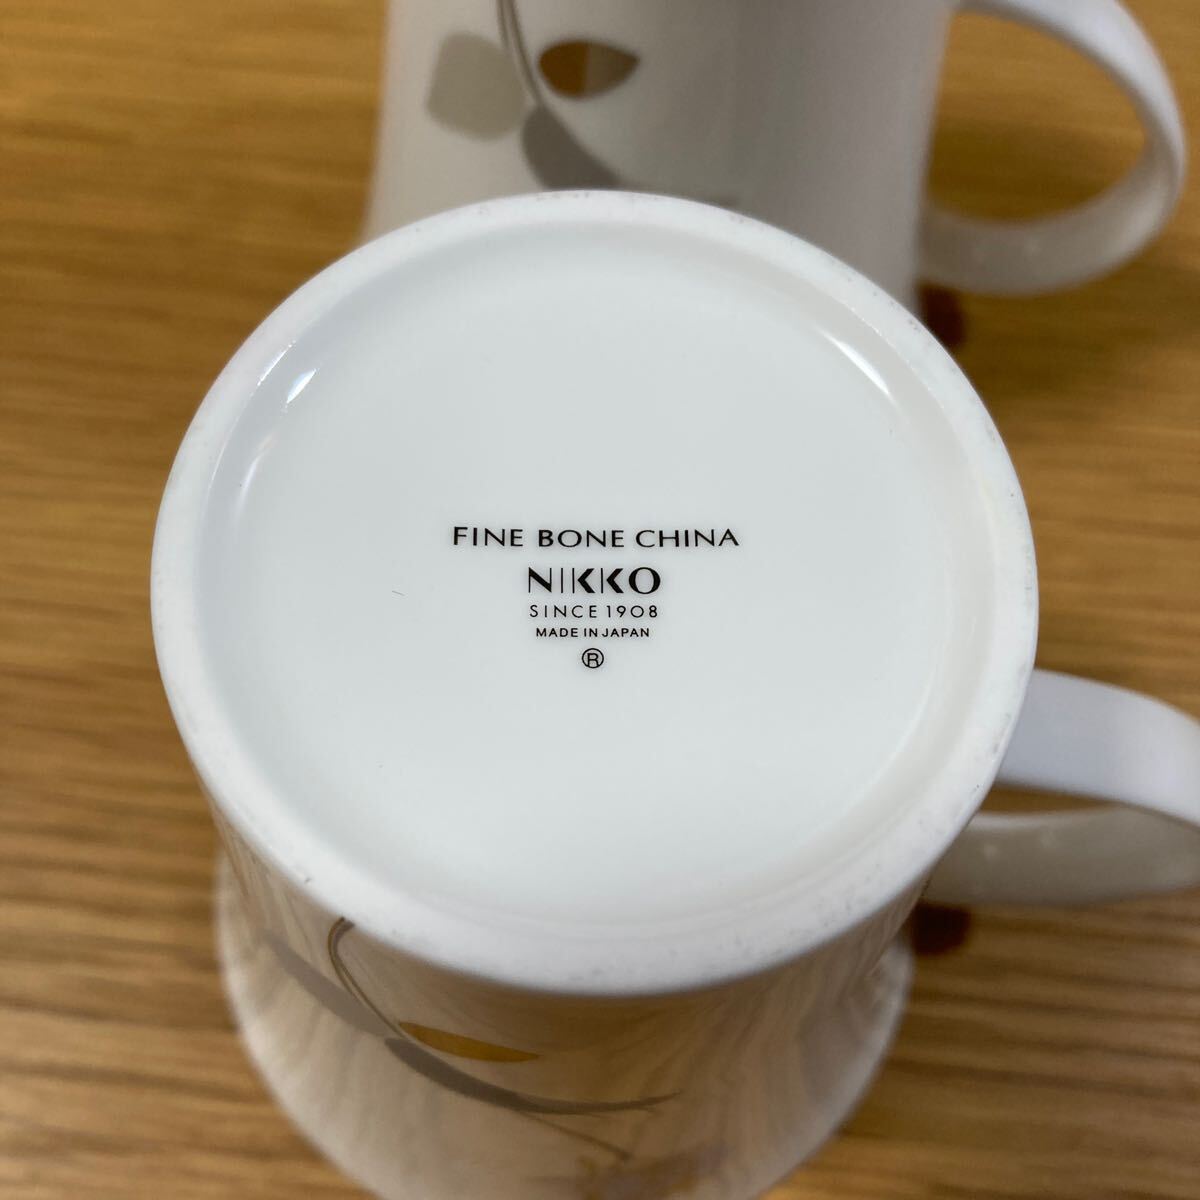 FINE BONE CHINA
NIKKO
SINCE 1908
MADE IN JAPAN
®